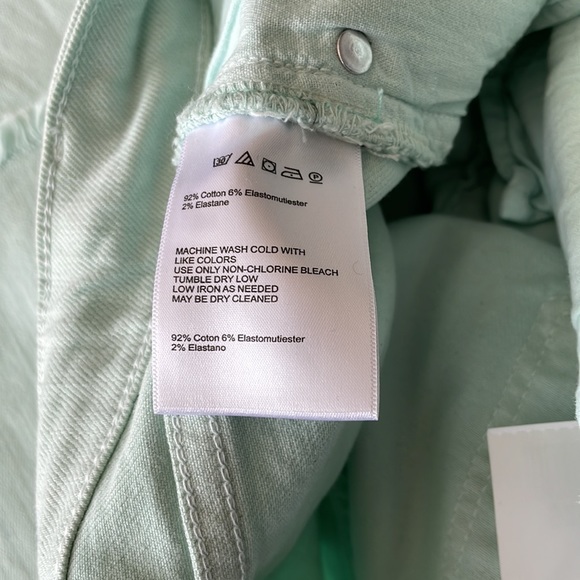 30
P
92% Cotton 6% Elastomutiester
2% Elastane
MACHINE WASH COLD WITH
LIKE COLORS
USE ONLY NON-CHLORINE BLEACH
TUMBLE DRY LOW
LOW IRON AS NEEDED
MAY BE DRY CLEANED
92% Coton 6% Elastomutiester
2% Elastano